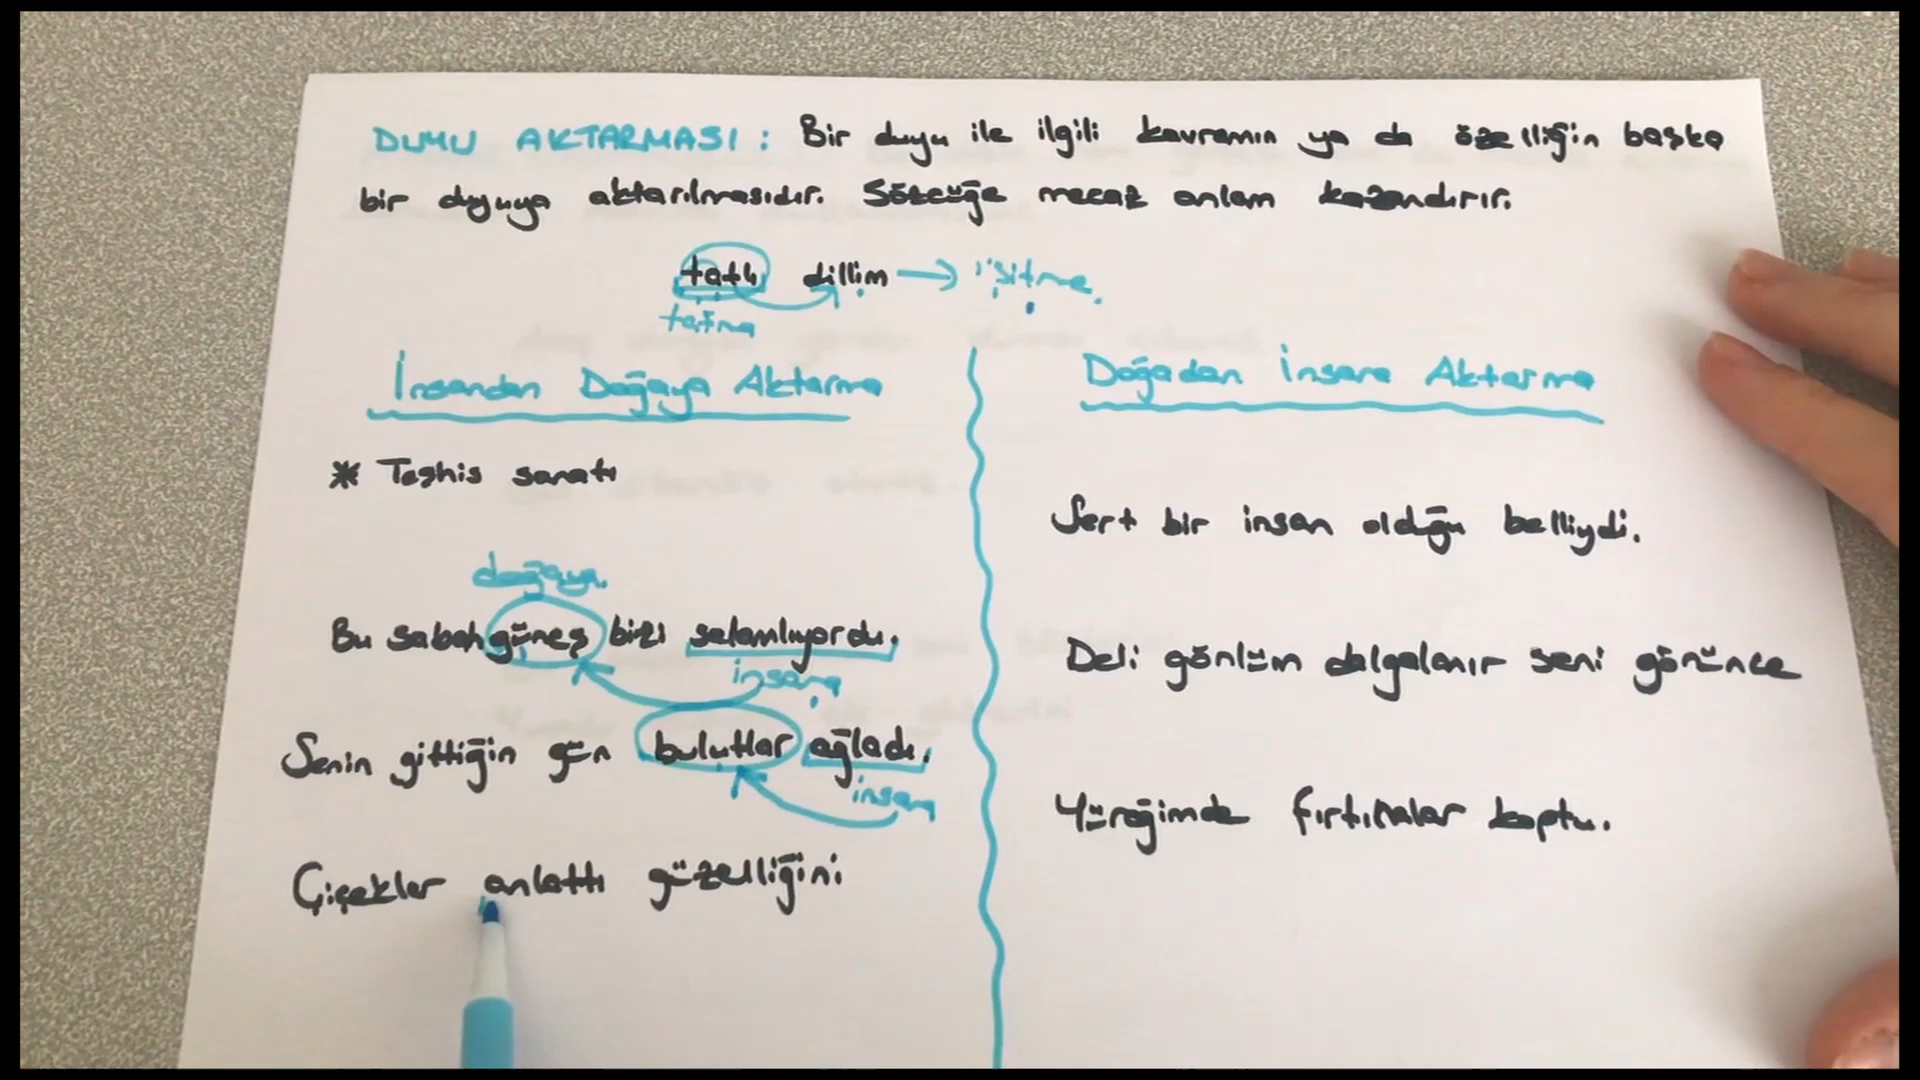 DUYU AKTARMASI : Bir duyu ile ilgili kavramın ya da özelliğin başka
bir duyuya aktarılmasıdır. Sözcüğe mecaz anlam kazandırır.
tatlı dillim → işitme
tatma
İnsandan Doğaya Aktarma
* Teşhis sanatı
doğaya
Bu sabah güneş bizi selamlıyordu.
insana
Senin gittiğin gün bulutlar ağladı.
insana
Çiçekler anlattı güzelliğini
Doğadan İnsana Aktarma
Sert bir insan olduğu belliydi.
Deli gönlüm dalgalanır seni görünce
Yüreğimde fırtınalar koptu.